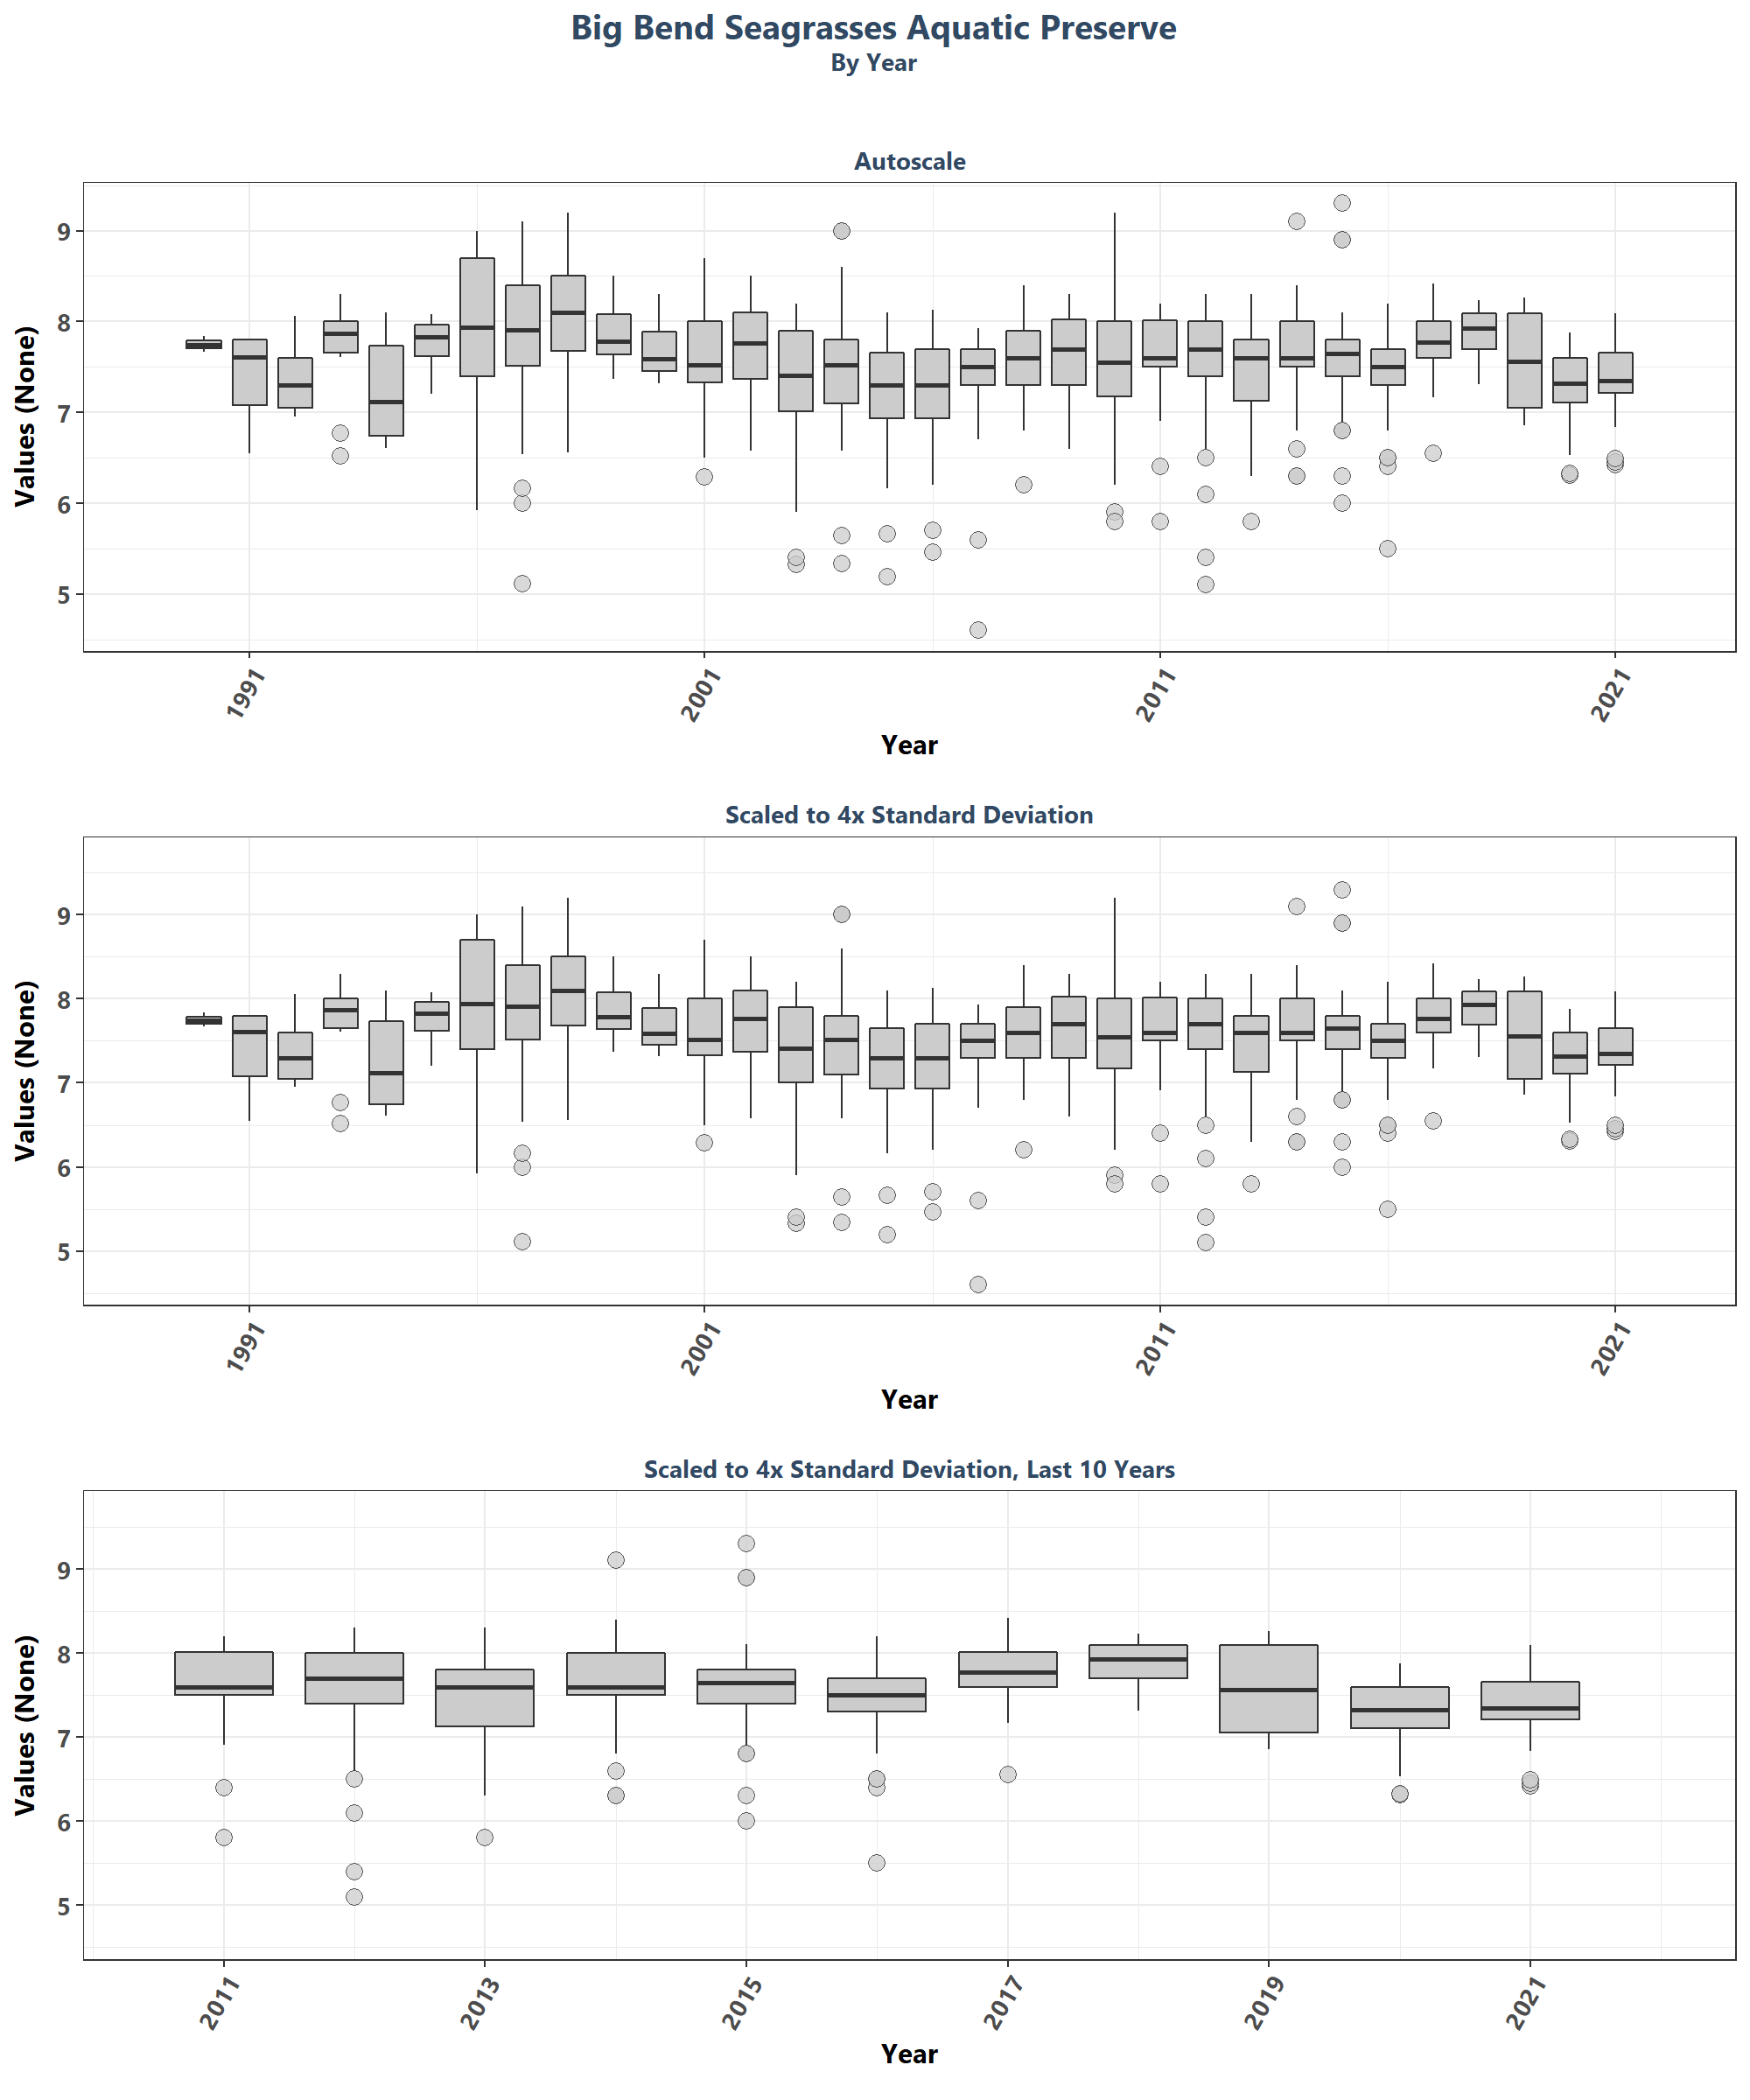 Big Bend Seagrasses Aquatic Preserve
By Year
Autoscale
Values (None)
9
8
7
6
5
1991
2001
2011
2021
Year
Scaled to 4x Standard Deviation
Values (None)
9
8
7
6
5
1991
2001
2011
2021
Year
Scaled to 4x Standard Deviation, Last 10 Years
Values (None)
9
8
7
6
5
2011
2013
2015
2017
2019
2021
Year